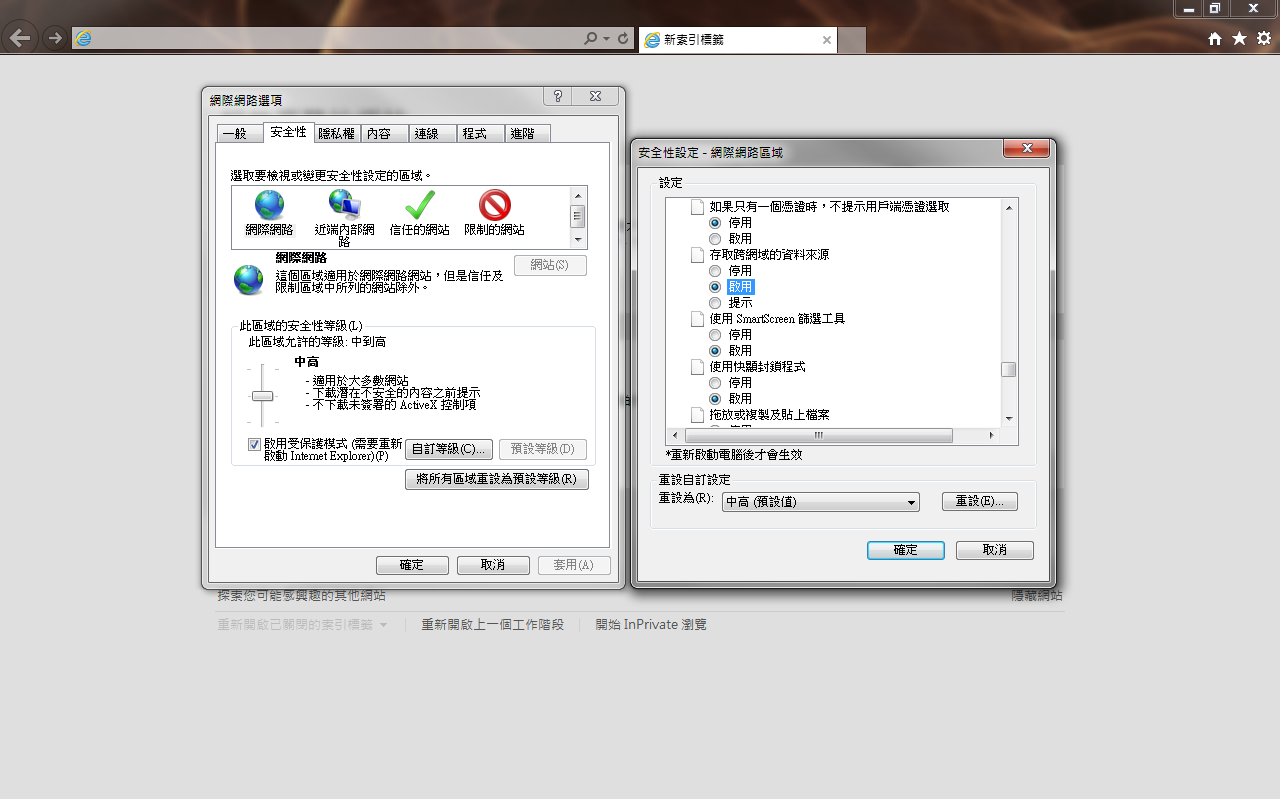 新索引標籤
網際網路選項
一般
安全性
隱私權
內容
連線
程式
進階
選取要檢視或變更安全性設定的區域。
網際網路
近端內部網路
信任的網站
限制的網站
網際網路
這個區域適用於網際網路網站，但是信任及
限制區域中所列的網站除外。
網站(S)
此區域的安全性等級(L)
此區域允許的等級: 中到高
中高
- 適用於大多數網站
- 下載潛在不安全的內容之前提示
- 不下載未簽署的 ActiveX 控制項
啟用受保護模式 (需要重新
啟動 Internet Explorer)(P)
自訂等級(C)...
預設等級(D)
將所有區域重設為預設等級(R)
確定
取消
套用(A)
安全性設定 - 網際網路區域
設定
如果只有一個憑證時，不提示用戶端憑證選取
停用
啟用
存取跨網域的資料來源
停用
啟用
提示
使用 SmartScreen 篩選工具
停用
啟用
使用快顯封鎖程式
停用
啟用
拖放或複製及貼上檔案
*重新啟動電腦後才會生效
重設自訂設定
重設為(R):
中高 (預設值)
重設(E)...
確定
取消
探索您可能感興趣的其他網站
隱藏網站
重新開啟已關閉的索引標籤
重新開啟上一個工作階段
開始 InPrivate 瀏覽